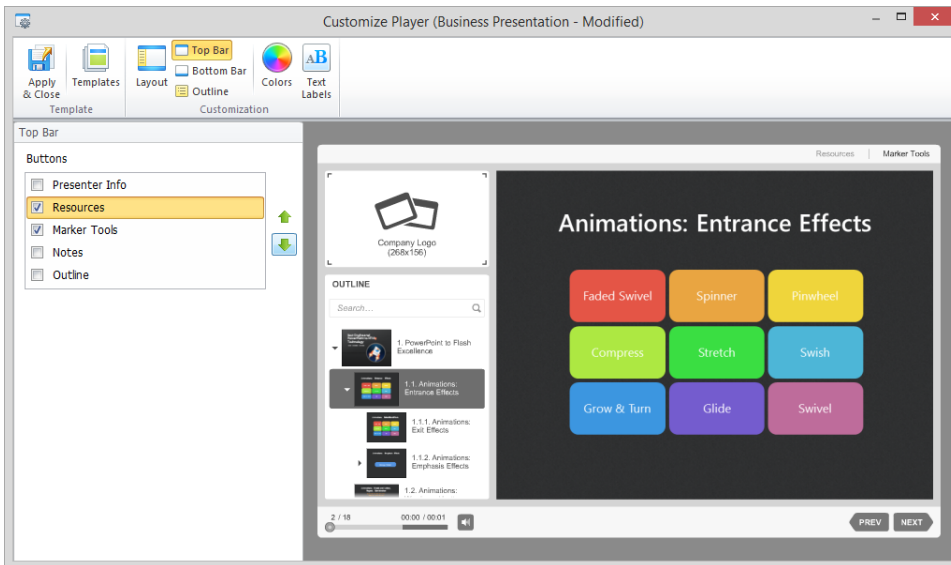 Customize Player (Business Presentation - Modified)
Apply
& Close
Templates
Template
Layout
Top Bar
Bottom Bar
Outline
Colors
AB
Text
Labels
Customization
Top Bar
Buttons
Presenter Info
Resources
Marker Tools
Notes
Outline
Resources
Marker Tools
Company Logo
(268x156)
OUTLINE
Search...
1. PowerPoint to Flash
Excellence
1.1. Animations:
Entrance Effects
1.1.1. Animations:
Exit Effects
1.1.2. Animations:
Emphasis Effects
1.2. Animations:
Animations: Entrance Effects
Faded Swivel
Spinner
Pinwheel
Compress
Stretch
Swish
Grow & Turn
Glide
Swivel
2 / 18
00:00 / 00:01
PREV
NEXT